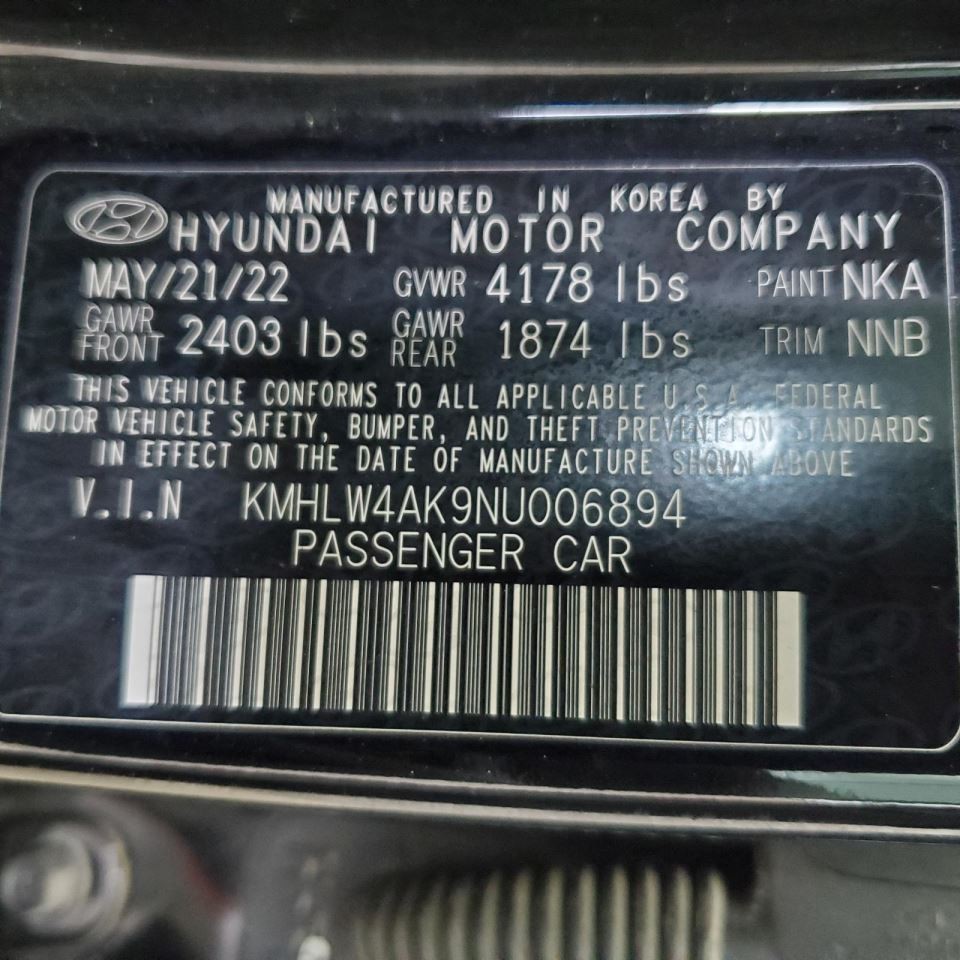 MANUFACTURED IN KOREA BY
HYUNDAI MOTOR COMPANY
MAY/21/22 GVWR 4178 lbs PAINT NKA
GAWR FRONT 2403 lbs GAWR REAR 1874 lbs TRIM NNB
THIS VEHICLE CONFORMS TO ALL APPLICABLE U.S.A. FEDERAL
MOTOR VEHICLE SAFETY, BUMPER, AND THEFT PREVENTION STANDARDS
IN EFFECT ON THE DATE OF MANUFACTURE SHOWN ABOVE
V.I.N KMHLW4AK9NU006894
PASSENGER CAR